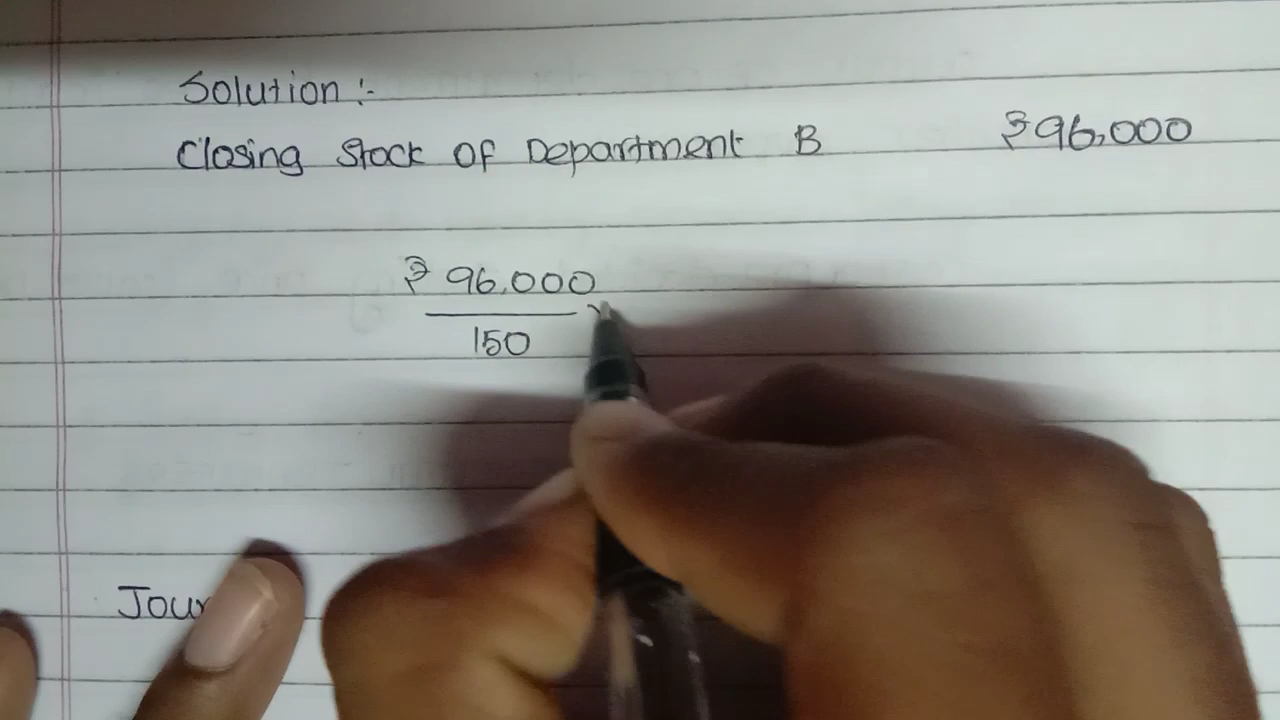 Solution :-
Closing Stock of Department B ₹96,000
₹ 96,000
150